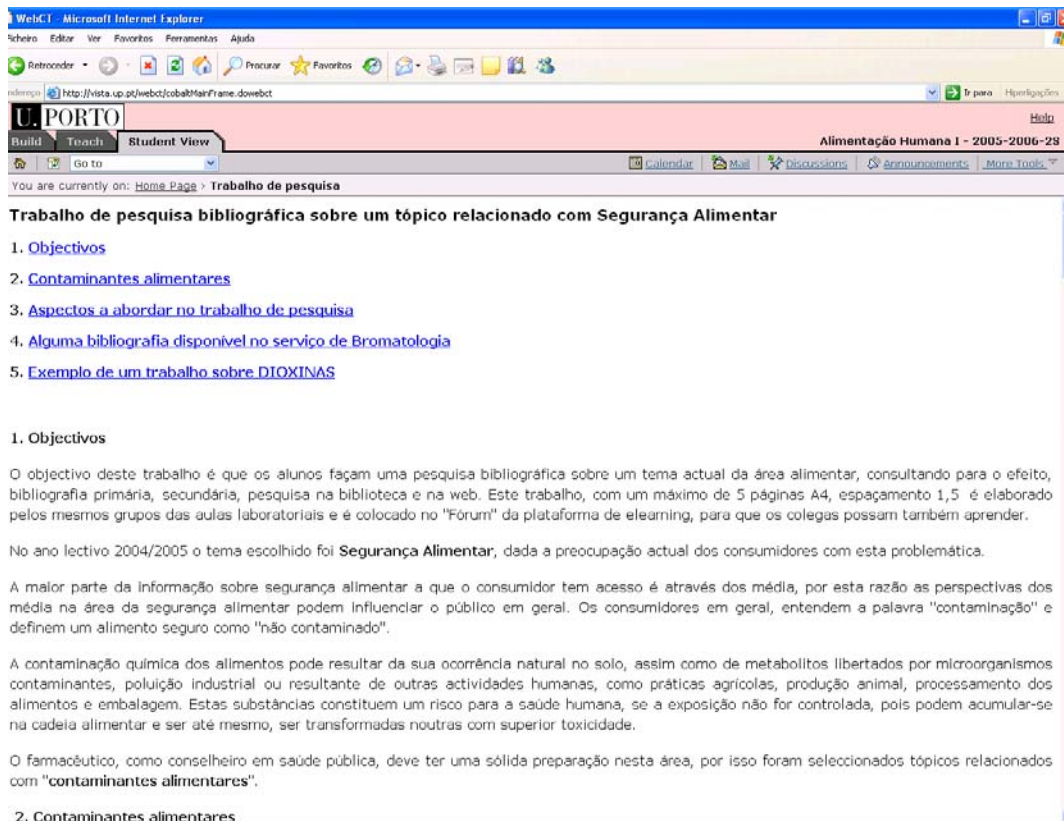 WebCT - Microsoft Internet Explorer
Ficheiro Editar Ver Favoritos Ferramentas Ajuda
Retroceder Procurar Favoritos
http://vista.up.pt/webct/cobaltMainFrame.dowebct Ir para Hiperligações
U. PORTO Help
Build Teach Student View Alimentação Humana I - 2005-2006-2S
Go to Calendar Mail Discussions Announcements More Tools
You are currently on: Home Page › Trabalho de pesquisa
Trabalho de pesquisa bibliográfica sobre um tópico relacionado com Segurança Alimentar
1. Objectivos
2. Contaminantes alimentares
3. Aspectos a abordar no trabalho de pesquisa
4. Alguma bibliografia disponível no serviço de Bromatologia
5. Exemplo de um trabalho sobre DIOXINAS
1. Objectivos
O objectivo deste trabalho é que os alunos façam uma pesquisa bibliográfica sobre um tema actual da área alimentar, consultando para o efeito,
bibliografia primária, secundária, pesquisa na biblioteca e na web. Este trabalho, com um máximo de 5 páginas A4, espaçamento 1,5 é elaborado
pelos mesmos grupos das aulas laboratoriais e é colocado no "Fórum" da plataforma de elearning, para que os colegas possam também aprender.
No ano lectivo 2004/2005 o tema escolhido foi Segurança Alimentar, dada a preocupação actual dos consumidores com esta problemática.
A maior parte da informação sobre segurança alimentar a que o consumidor tem acesso é através dos média, por esta razão as perspectivas dos
média na área da segurança alimentar podem influenciar o público em geral. Os consumidores em geral, entendem a palavra "contaminação" e
definem um alimento seguro como "não contaminado".
A contaminação química dos alimentos pode resultar da sua ocorrência natural no solo, assim como de metabolitos libertados por microorganismos
contaminantes, poluição industrial ou resultante de outras actividades humanas, como práticas agrícolas, produção animal, processamento dos
alimentos e embalagem. Estas substâncias constituem um risco para a saúde humana, se a exposição não for controlada, pois podem acumular-se
na cadeia alimentar e ser até mesmo, ser transformadas noutras com superior toxicidade.
O farmacêutico, como conselheiro em saúde pública, deve ter uma sólida preparação nesta área, por isso foram seleccionados tópicos relacionados
com "contaminantes alimentares".
2. Contaminantes alimentares